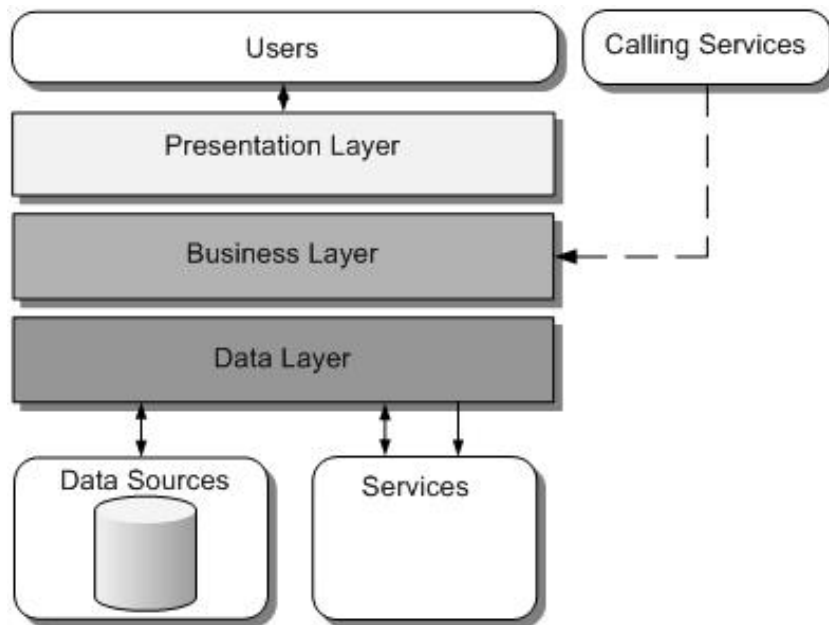 Users
Calling Services
Presentation Layer
Business Layer
Data Layer
Data Sources
Services